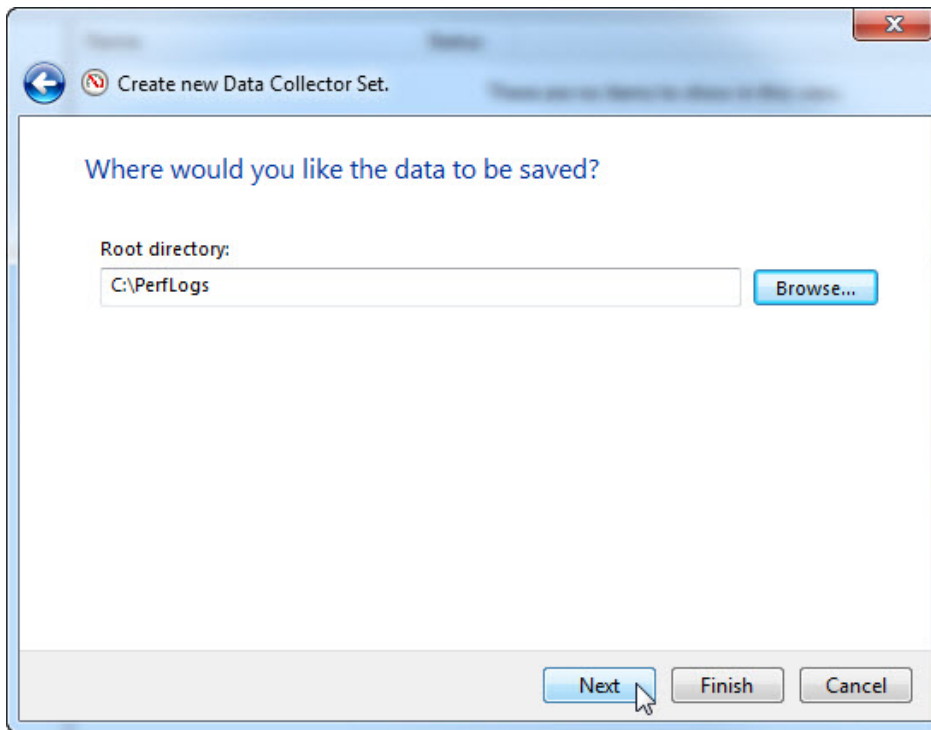 Create new Data Collector Set.
Where would you like the data to be saved?
Root directory:
C:\PerfLogs
Browse...
Next
Finish
Cancel